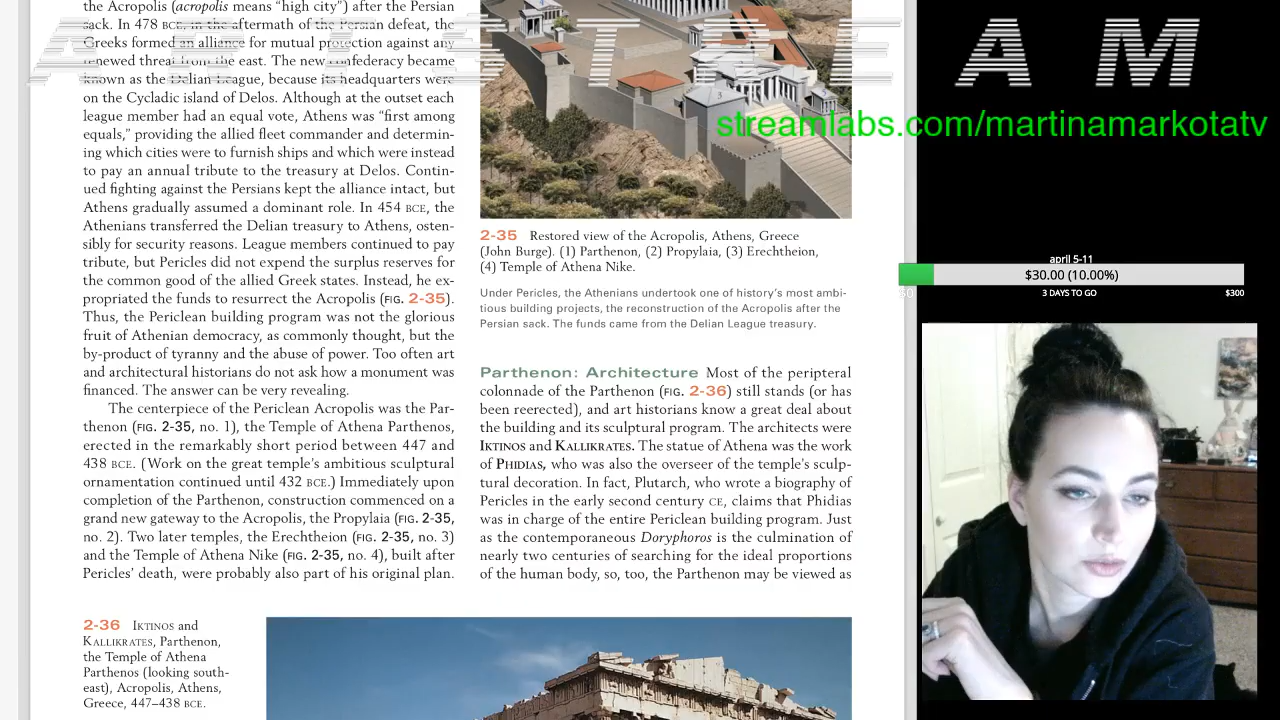 the Acropolis (acropolis means “high city”) after the Persian
sack. In 478 BCE, in the aftermath of the Persian defeat, the
Greeks formed an alliance for mutual protection against any
renewed threat from the east. The new confederacy became
known as the Delian League, because its headquarters were
on the Cycladic island of Delos. Although at the outset each
league member had an equal vote, Athens was “first among
equals,” providing the allied fleet commander and determin-
ing which cities were to furnish ships and which were instead
to pay an annual tribute to the treasury at Delos. Contin-
ued fighting against the Persians kept the alliance intact, but
Athens gradually assumed a dominant role. In 454 BCE, the
Athenians transferred the Delian treasury to Athens, osten-
sibly for security reasons. League members continued to pay
tribute, but Pericles did not expend the surplus reserves for
the common good of the allied Greek states. Instead, he ex-
propriated the funds to resurrect the Acropolis (FIG. 2-35).
Thus, the Periclean building program was not the glorious
fruit of Athenian democracy, as commonly thought, but the
by-product of tyranny and the abuse of power. Too often art
and architectural historians do not ask how a monument was
financed. The answer can be very revealing.
The centerpiece of the Periclean Acropolis was the Par-
thenon (FIG. 2-35, no. 1), the Temple of Athena Parthenos,
erected in the remarkably short period between 447 and
438 BCE. (Work on the great temple’s ambitious sculptural
ornamentation continued until 432 BCE.) Immediately upon
completion of the Parthenon, construction commenced on a
grand new gateway to the Acropolis, the Propylaia (FIG. 2-35,
no. 2). Two later temples, the Erechtheion (FIG. 2-35, no. 3)
and the Temple of Athena Nike (FIG. 2-35, no. 4), built after
Pericles’ death, were probably also part of his original plan.
3
2-35 Restored view of the Acropolis, Athens, Greece
(John Burge). (1) Parthenon, (2) Propylaia, (3) Erechtheion,
(4) Temple of Athena Nike.
Under Pericles, the Athenians undertook one of history’s most ambi-
tious building projects, the reconstruction of the Acropolis after the
Persian sack. The funds came from the Delian League treasury.
Parthenon: Architecture Most of the peripteral
colonnade of the Parthenon (FIG. 2-36) still stands (or has
been reerected), and art historians know a great deal about
the building and its sculptural program. The architects were
IKTINOS and KALLIKRATES. The statue of Athena was the work
of PHIDIAS, who was also the overseer of the temple’s sculp-
tural decoration. In fact, Plutarch, who wrote a biography of
Pericles in the early second century CE, claims that Phidias
was in charge of the entire Periclean building program. Just
as the contemporaneous Doryphoros is the culmination of
nearly two centuries of searching for the ideal proportions
of the human body, so, too, the Parthenon may be viewed as
2-36 IKTINOS and
KALLIKRATES, Parthenon,
the Temple of Athena
Parthenos (looking south-
east), Acropolis, Athens,
Greece, 447–438 BCE.
A M
streamlabs.com/martinamarkotatv
april 5-11
$30.00 (10.00%)
$0 3 DAYS TO GO $300